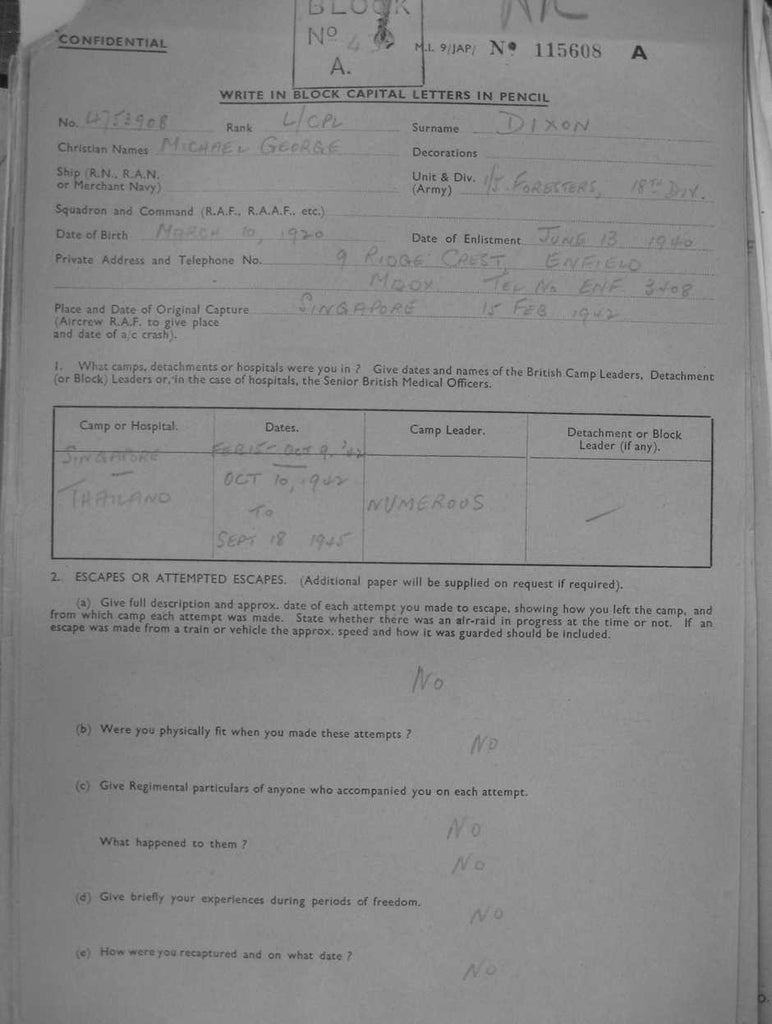 BLOCK
CONFIDENTIAL
Nº
A.
M.I. 9/JAP/ Nº 115608 A
WRITE IN BLOCK CAPITAL LETTERS IN PENCIL
No. 4753908 Rank L/CPL Surname DIXON
Christian Names MICHAEL GEORGE Decorations
Ship (R.N., R.A.N. or Merchant Navy) Unit & Div. (Army) 1/5 FORESTERS, 18TH DIV.
Squadron and Command (R.A.F., R.A.A.F., etc.)
Date of Birth MARCH 10, 1920 Date of Enlistment JUNE 13 1940
Private Address and Telephone No. 9 RIDGE CREST, ENFIELD
MDDX. TEL No ENF 3408
Place and Date of Original Capture SINGAPORE 15 FEB 1942
(Aircrew R.A.F. to give place
and date of a/c crash).
1. What camps, detachments or hospitals were you in ? Give dates and names of the British Camp Leaders, Detachment
(or Block) Leaders or, in the case of hospitals, the Senior British Medical Officers.
Camp or Hospital. Dates. Camp Leader. Detachment or Block
Leader (if any).
SINGAPORE FEB 15 - OCT 9, '42
— OCT 10, 1942
THAILAND TO NUMEROUS —
SEPT 18 1945
2. ESCAPES OR ATTEMPTED ESCAPES. (Additional paper will be supplied on request if required).
(a) Give full description and approx. date of each attempt you made to escape, showing how you left the camp, and
from which camp each attempt was made. State whether there was an air-raid in progress at the time or not. If an
escape was made from a train or vehicle the approx. speed and how it was guarded should be included.
No
(b) Were you physically fit when you made these attempts ?
No
(c) Give Regimental particulars of anyone who accompanied you on each attempt.
No
What happened to them ?
No
(d) Give briefly your experiences during periods of freedom.
No
(e) How were you recaptured and on what date ?
No